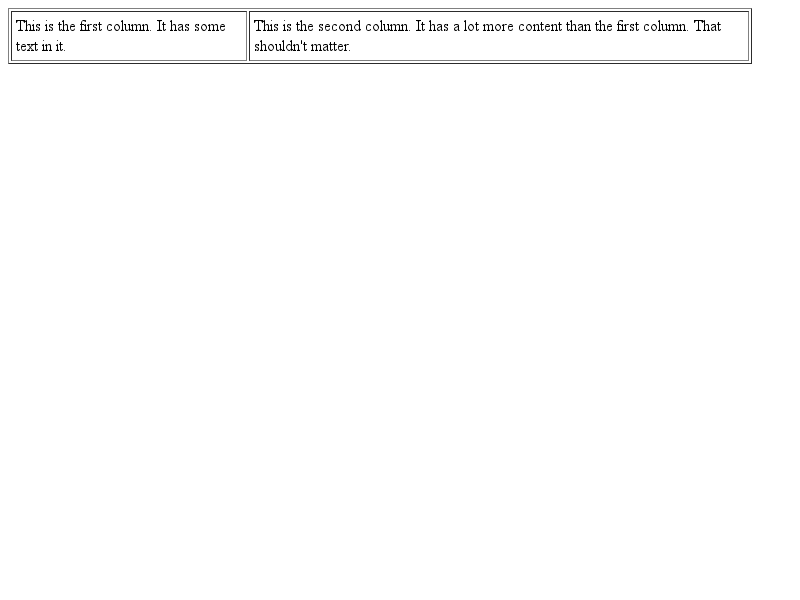 This is the first column. It has some
text in it.
This is the second column. It has a lot more content than the first column. That
shouldn't matter.